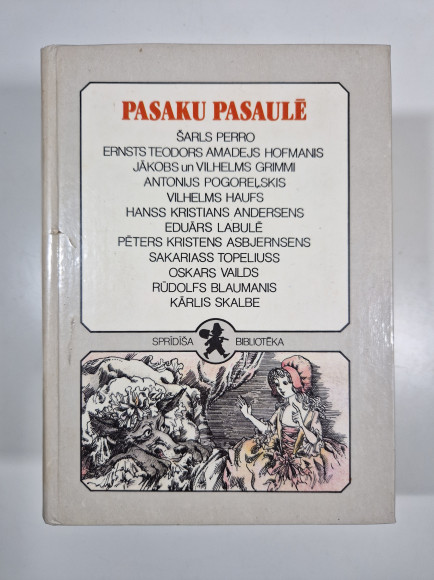 PASAKU PASAULĒ
ŠARLS PERRO
ERNSTS TEODORS AMADEJS HOFMANIS
JĀKOBS un VILHELMS GRIMMI
ANTONIJS POGOREĻSKIS
VILHELMS HAUFS
HANSS KRISTIANS ANDERSENS
EDUĀRS LABULĒ
PĒTERS KRISTENS ASBJERNSENS
SAKARIASS TOPELIUSS
OSKARS VAILDS
RŪDOLFS BLAUMANIS
KĀRLIS SKALBE
SPRĪDĪŠA BIBLIOTĒKA